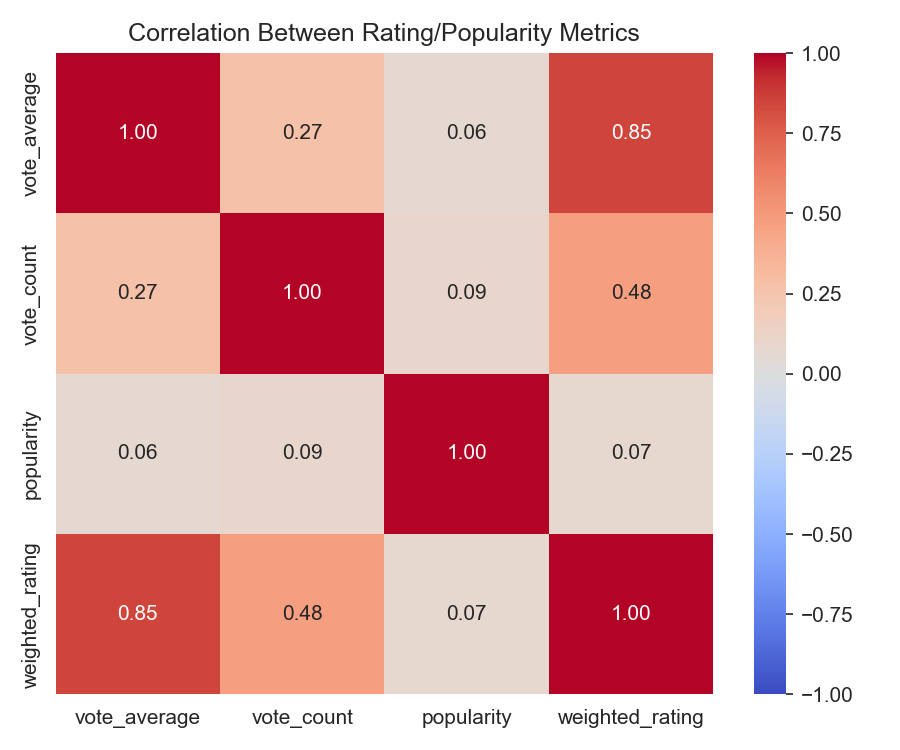 Correlation Between Rating/Popularity Metrics
vote_average
1.00 0.27 0.06 0.85
vote_count
0.27 1.00 0.09 0.48
popularity
0.06 0.09 1.00 0.07
weighted_rating
0.85 0.48 0.07 1.00
vote_average vote_count popularity weighted_rating
1.00
0.75
0.50
0.25
0.00
−0.25
−0.50
−0.75
−1.00